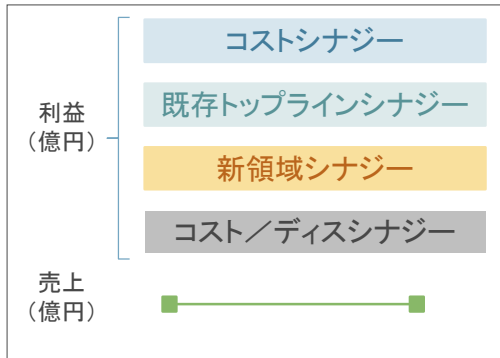 コストシナジー
既存トップラインシナジー
利益
（億円）
新領域シナジー
コスト／ディスシナジー
売上
（億円）